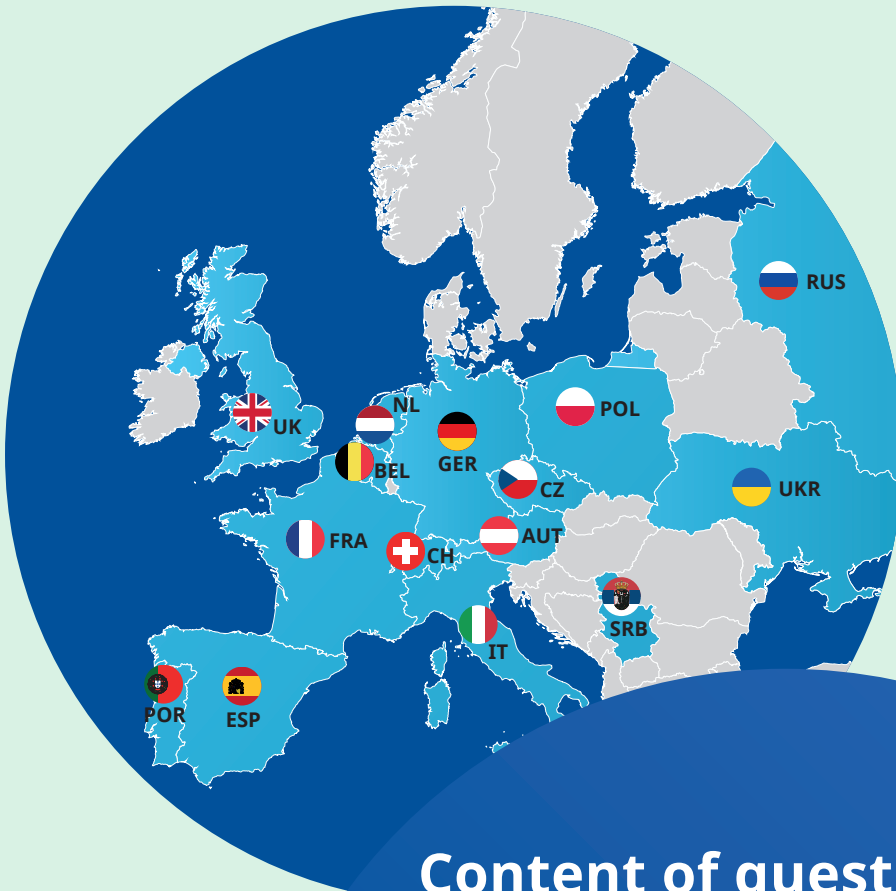 RUS
NL
POL
UK
GER
BEL
CZ
UKR
FRA
AUT
CH
SRB
IT
POR
ESP
Content of quest